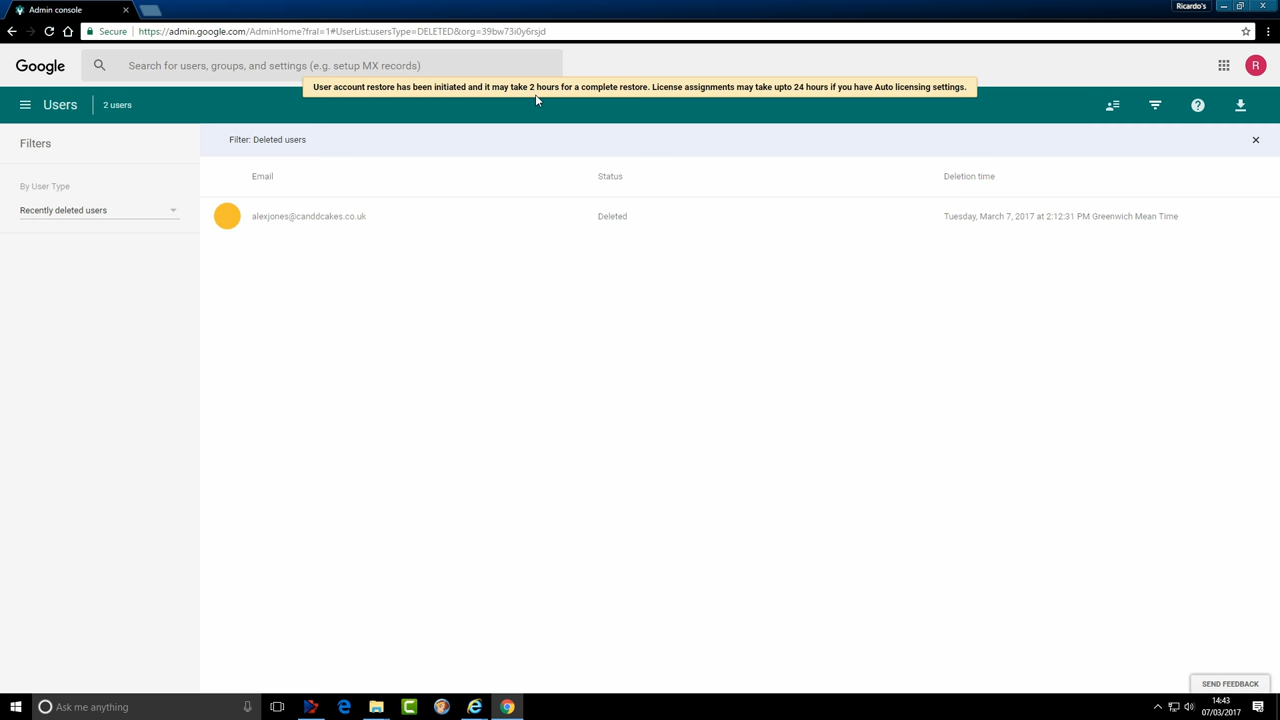 Admin console
Ricardo's
Secure
https://admin.google.com/AdminHome?fral=1#UserList:usersType=DELETED&org=39bw73i0y6rsjd
Google
Search for users, groups, and settings (e.g. setup MX records)
R
User account restore has been initiated and it may take 2 hours for a complete restore. License assignments may take upto 24 hours if you have Auto licensing settings.
Users
2 users
Filters
Filter: Deleted users
By User Type
Recently deleted users
Email
Status
Deletion time
alexjones@canddcakes.co.uk
Deleted
Tuesday, March 7, 2017 at 2:12:31 PM Greenwich Mean Time
SEND FEEDBACK
Ask me anything
14:43
07/03/2017